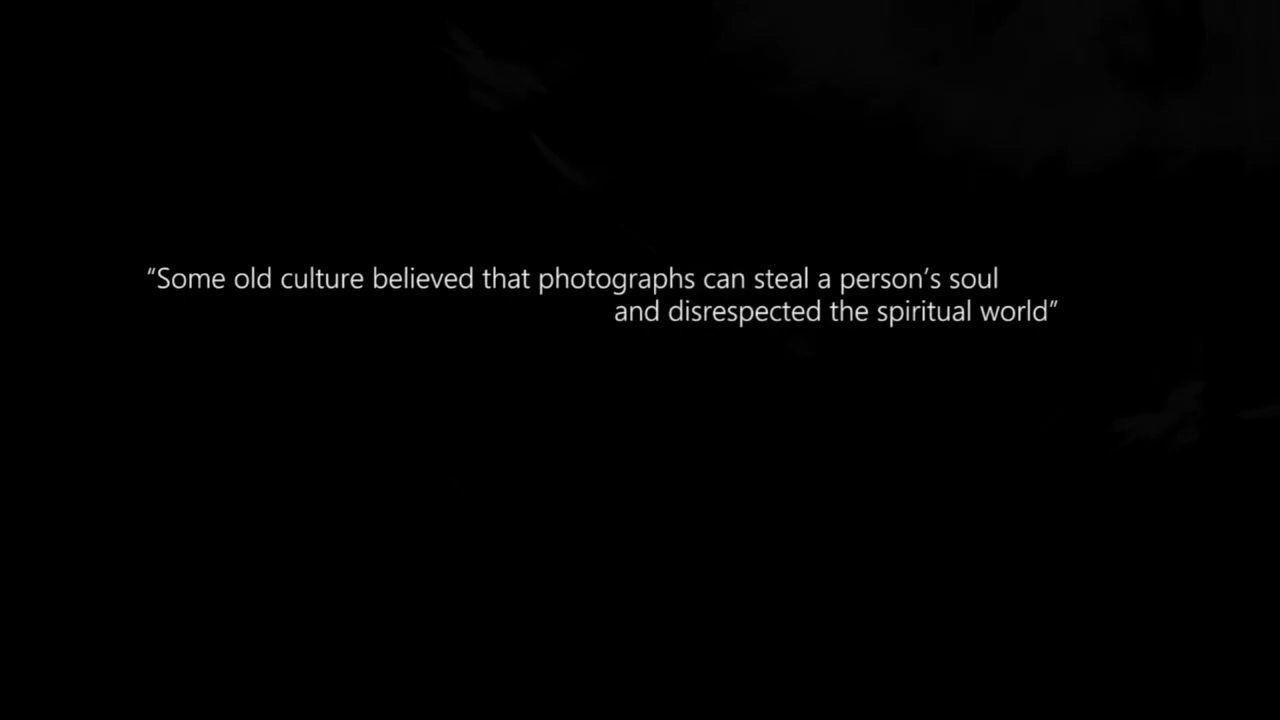 “Some old culture believed that photographs can steal a person’s soul
and disrespected the spiritual world”